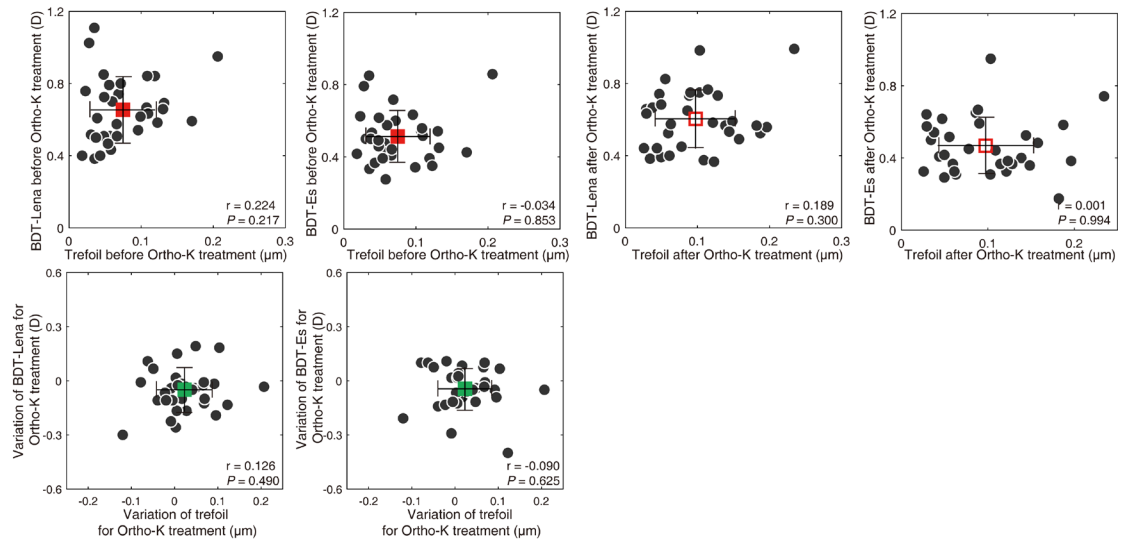 BDT-Lena before Ortho-K treatment (D)
1.2
0.8
0.4
0
0
0.1
0.2
0.3
r = 0.224
P = 0.217
Trefoil before Ortho-K treatment (μm)
BDT-Es before Ortho-K treatment (D)
1.2
0.8
0.4
0
0
0.1
0.2
0.3
r = -0.034
P = 0.853
Trefoil before Ortho-K treatment (μm)
BDT-Lena after Ortho-K treatment (D)
1.2
0.8
0.4
0
0
0.1
0.2
0.3
r = 0.189
P = 0.300
Trefoil after Ortho-K treatment (μm)
BDT-Es after Ortho-K treatment (D)
1.2
0.8
0.4
0
0
0.1
0.2
r = 0.001
P = 0.994
Trefoil after Ortho-K treatment (μm)
Variation of BDT-Lena for
Ortho-K treatment (D)
0.6
0.3
0
-0.3
-0.6
-0.2
-0.1
0
0.1
0.2
r = 0.126
P = 0.490
Variation of trefoil
for Ortho-K treatment (μm)
Variation of BDT-Es for
Ortho-K treatment (D)
0.6
0.3
0
-0.3
-0.6
-0.2
-0.1
0
0.1
0.2
r = -0.090
P = 0.625
Variation of trefoil
for Ortho-K treatment (μm)